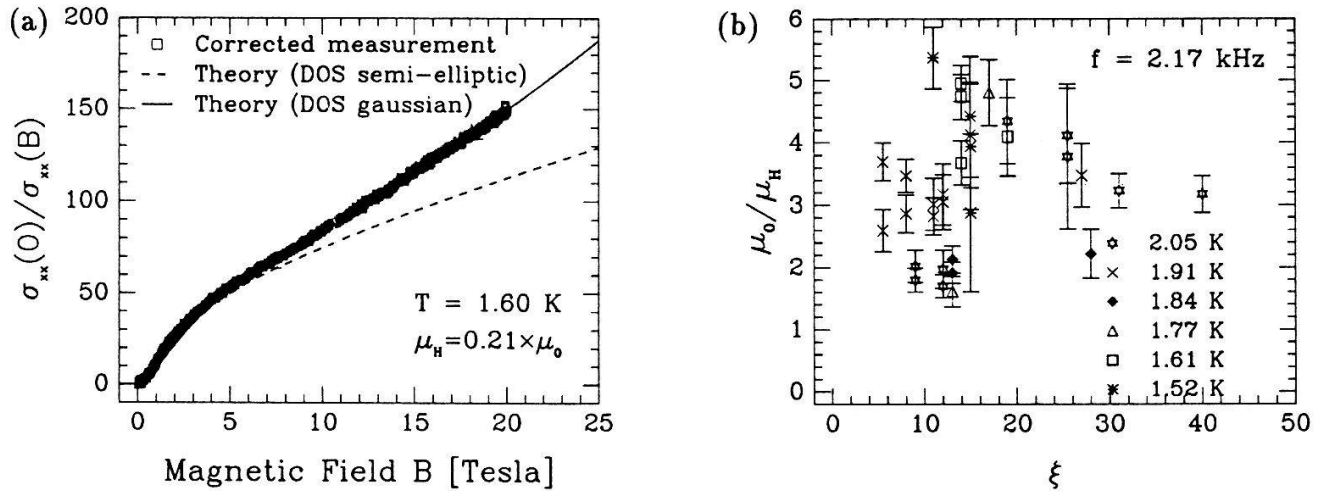 (a)
200
150
100
50
0
σxx(0)/σxx(B)
Corrected measurement
Theory (DOS semi-elliptic)
Theory (DOS gaussian)
T = 1.60 K
μH=0.21×μ0
0 5 10 15 20 25
Magnetic Field B [Tesla]
(b)
6
5
4
3
2
1
0
μ0/μH
f = 2.17 kHz
2.05 K
1.91 K
1.84 K
1.77 K
1.61 K
1.52 K
0 10 20 30 40 50
ξ